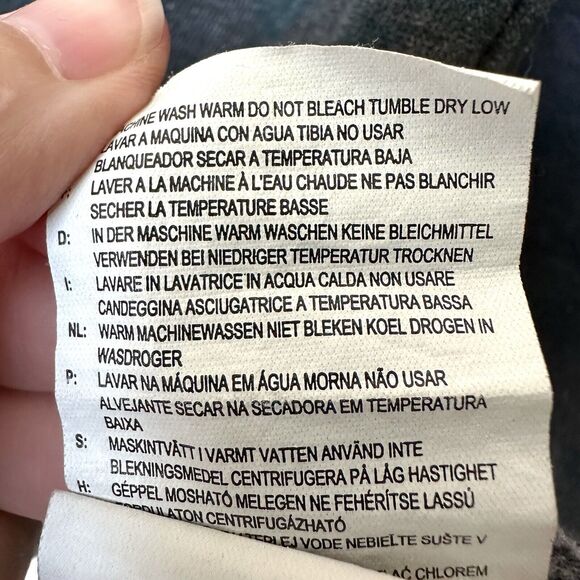 WASH WARM DO NOT BLEACH TUMBLE DRY LOW
LAVAR A MAQUINA CON AGUA TIBIA NO USAR
BLANQUEADOR SECAR A TEMPERATURA BAJA
LAVER A LA MACHINE À L'EAU CHAUDE NE PAS BLANCHIR
SECHER LA TEMPERATURE BASSE
D: IN DER MASCHINE WARM WASCHEN KEINE BLEICHMITTEL
VERWENDEN BEI NIEDRIGER TEMPERATUR TROCKNEN
I: LAVARE IN LAVATRICE IN ACQUA CALDA NON USARE
CANDEGGINA ASCIUGATRICE A TEMPERATURA BASSA
NL: WARM MACHINEWASSEN NIET BLEKEN KOEL DROGEN IN
WASDROGER
P: LAVAR NA MÁQUINA EM ÁGUA MORNA NÃO USAR
ALVEJANTE SECAR NA SECADORA EM TEMPERATURA
BAIXA
S: MASKINTVÄTT I VARMT VATTEN ANVÄND INTE
BLEKNINGSMEDEL CENTRIFUGERA PÅ LÅG HASTIGHET
H: GÉPPEL MOSHATÓ MELEGEN NE FEHÉRÍTSE LASSÚ
CENTRIFUGÁZHATÓ
VODE NEBIELTE SUŠTE V
CHLOREM